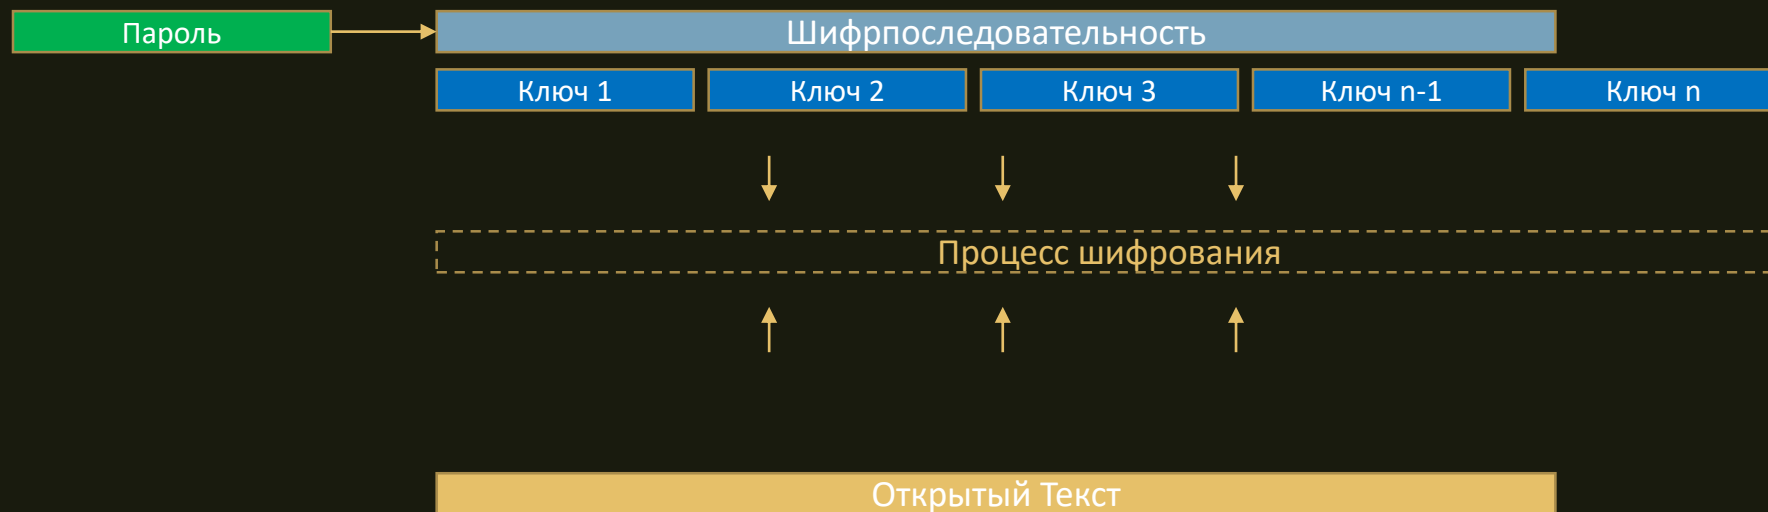 Пароль
Шифрпоследовательность
Ключ 1
Ключ 2
Ключ 3
Ключ n-1
Ключ n
Процесс шифрования
Открытый Текст